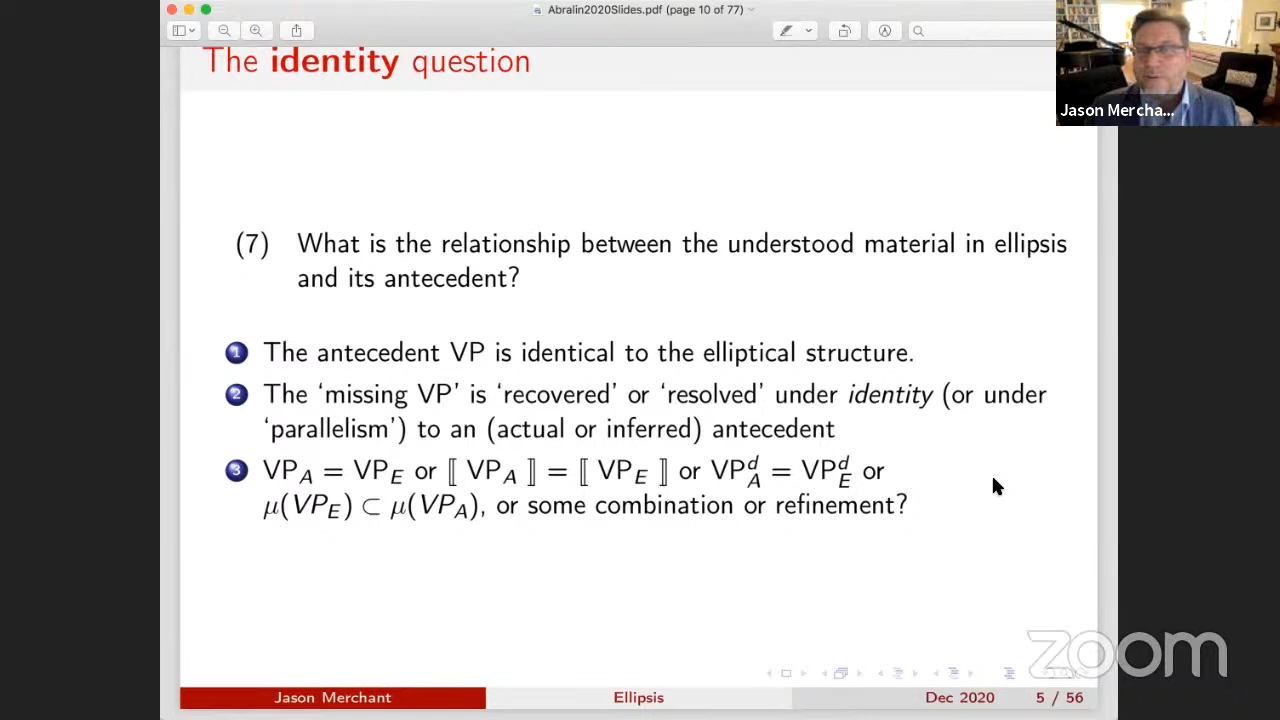 Abralin2020Slides.pdf (page 10 of 77)
The identity question
Jason Mercha...
(7) What is the relationship between the understood material in ellipsis
and its antecedent?
1 The antecedent VP is identical to the elliptical structure.
2 The ‘missing VP’ is ‘recovered’ or ‘resolved’ under identity (or under
‘parallelism’) to an (actual or inferred) antecedent
3 VP_A = VP_E or ⟦ VP_A ⟧ = ⟦ VP_E ⟧ or VP^d_A = VP^d_E or
μ(VP_E) ⊂ μ(VP_A), or some combination or refinement?
zoom
Jason Merchant Ellipsis Dec 2020 5 / 56